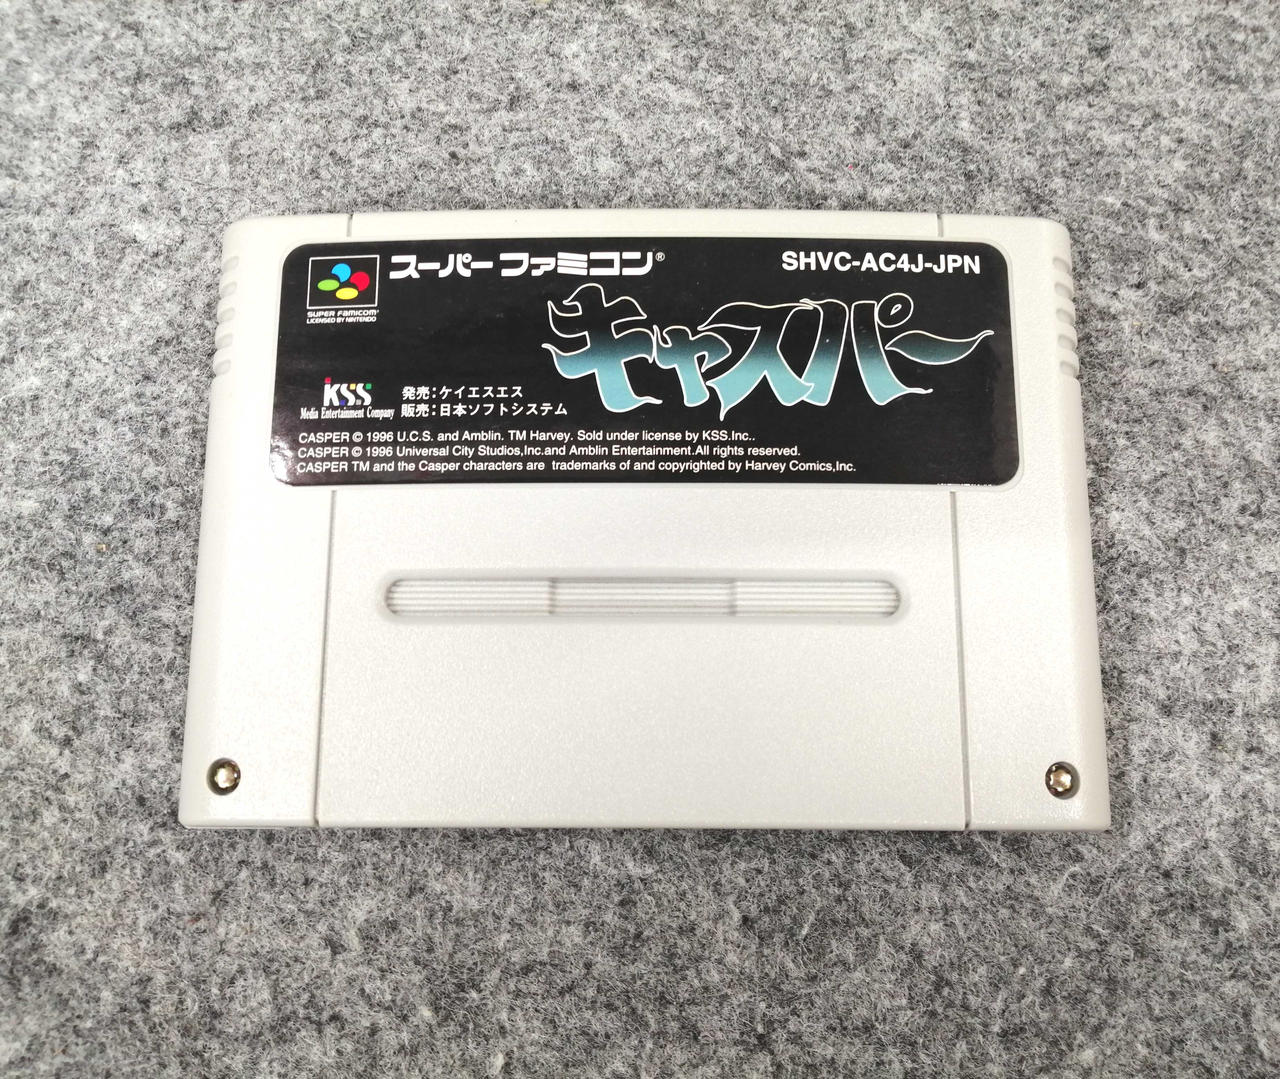 スーパーファミコン®
SHVC-AC4J-JPN
SUPER FAMICOM
LICENSED BY NINTENDO
キャスパー
KSS
Media Entertainment Company
発売:ケイエスエス
販売:日本ソフトシステム
CASPER © 1996 U.C.S. and Amblin. TM Harvey. Sold under license by KSS.Inc..
CASPER © 1996 Universal City Studios,Inc.and Amblin Entertainment.All rights reserved.
CASPER TM and the Casper characters are trademarks of and copyrighted by Harvey Comics,Inc.